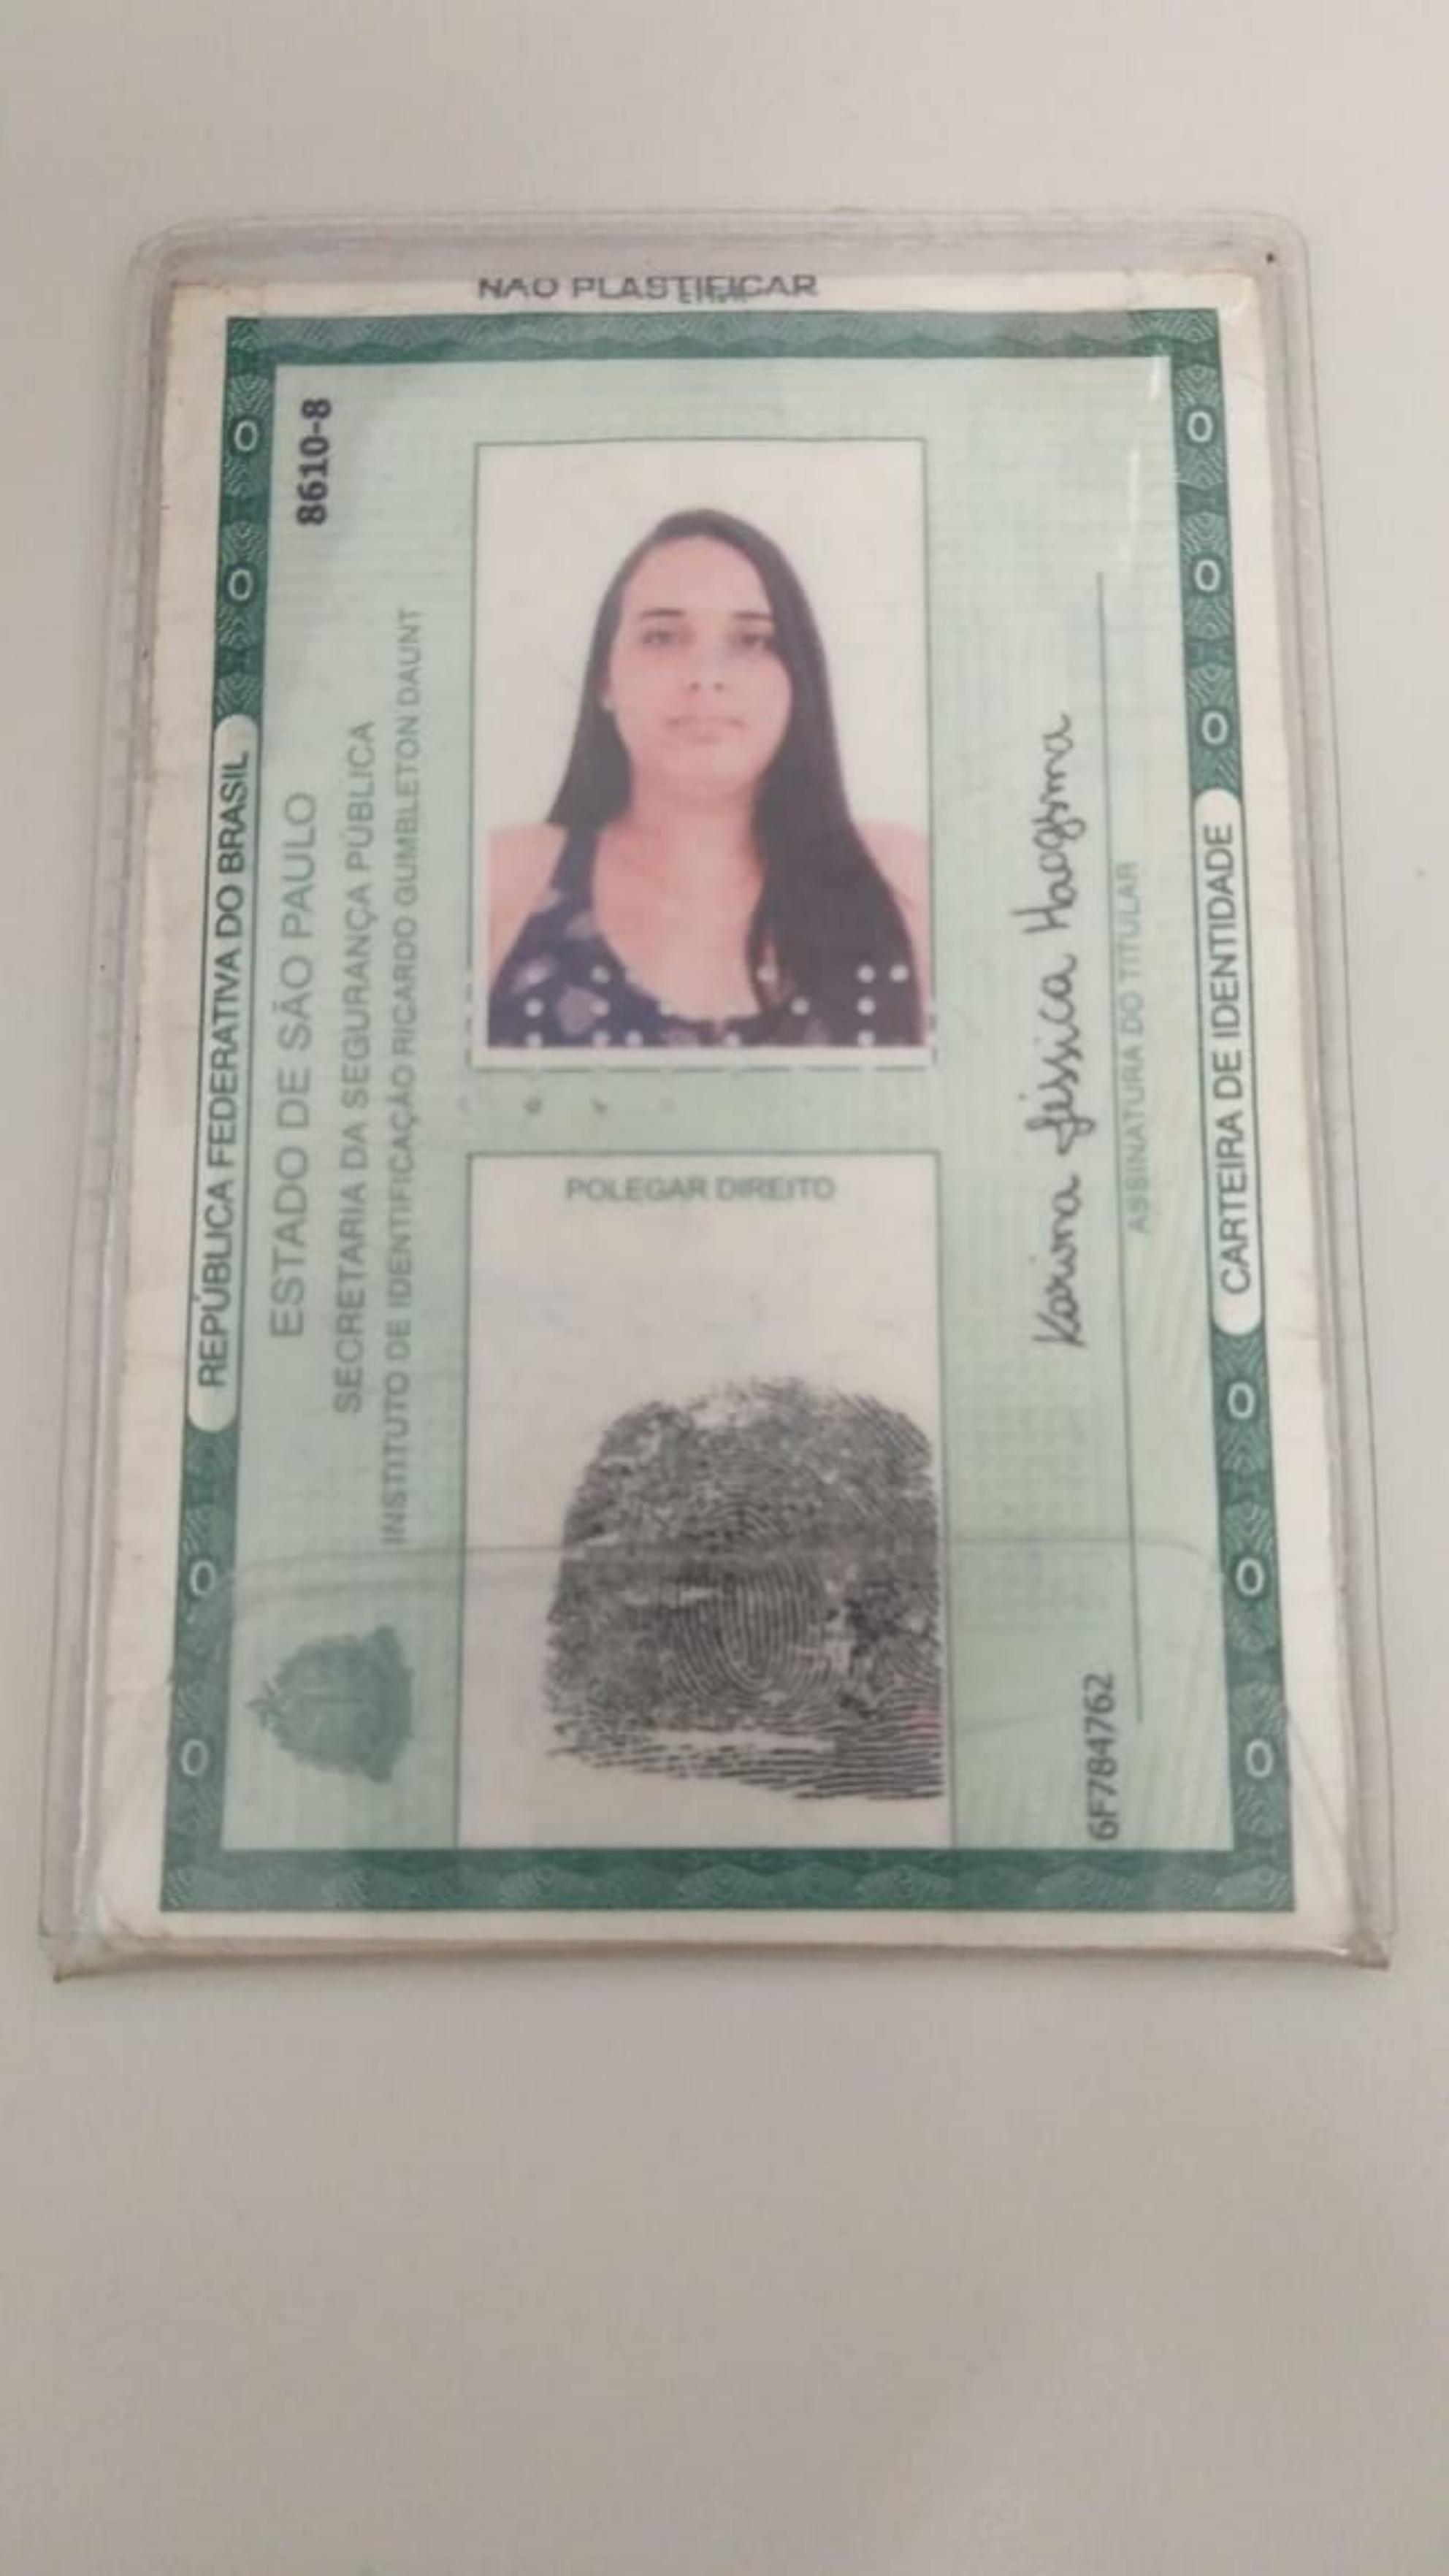 NÃO PLASTIFICAR
REPÚBLICA FEDERATIVA DO BRASIL
8610-8
ESTADO DE SÃO PAULO
SECRETARIA DA SEGURANÇA PÚBLICA
INSTITUTO DE IDENTIFICAÇÃO RICARDO GUMBLETON DAUNT
POLEGAR DIREITO
Karina Jéssica Haagsma
6F784762
ASSINATURA DO TITULAR
CARTEIRA DE IDENTIDADE